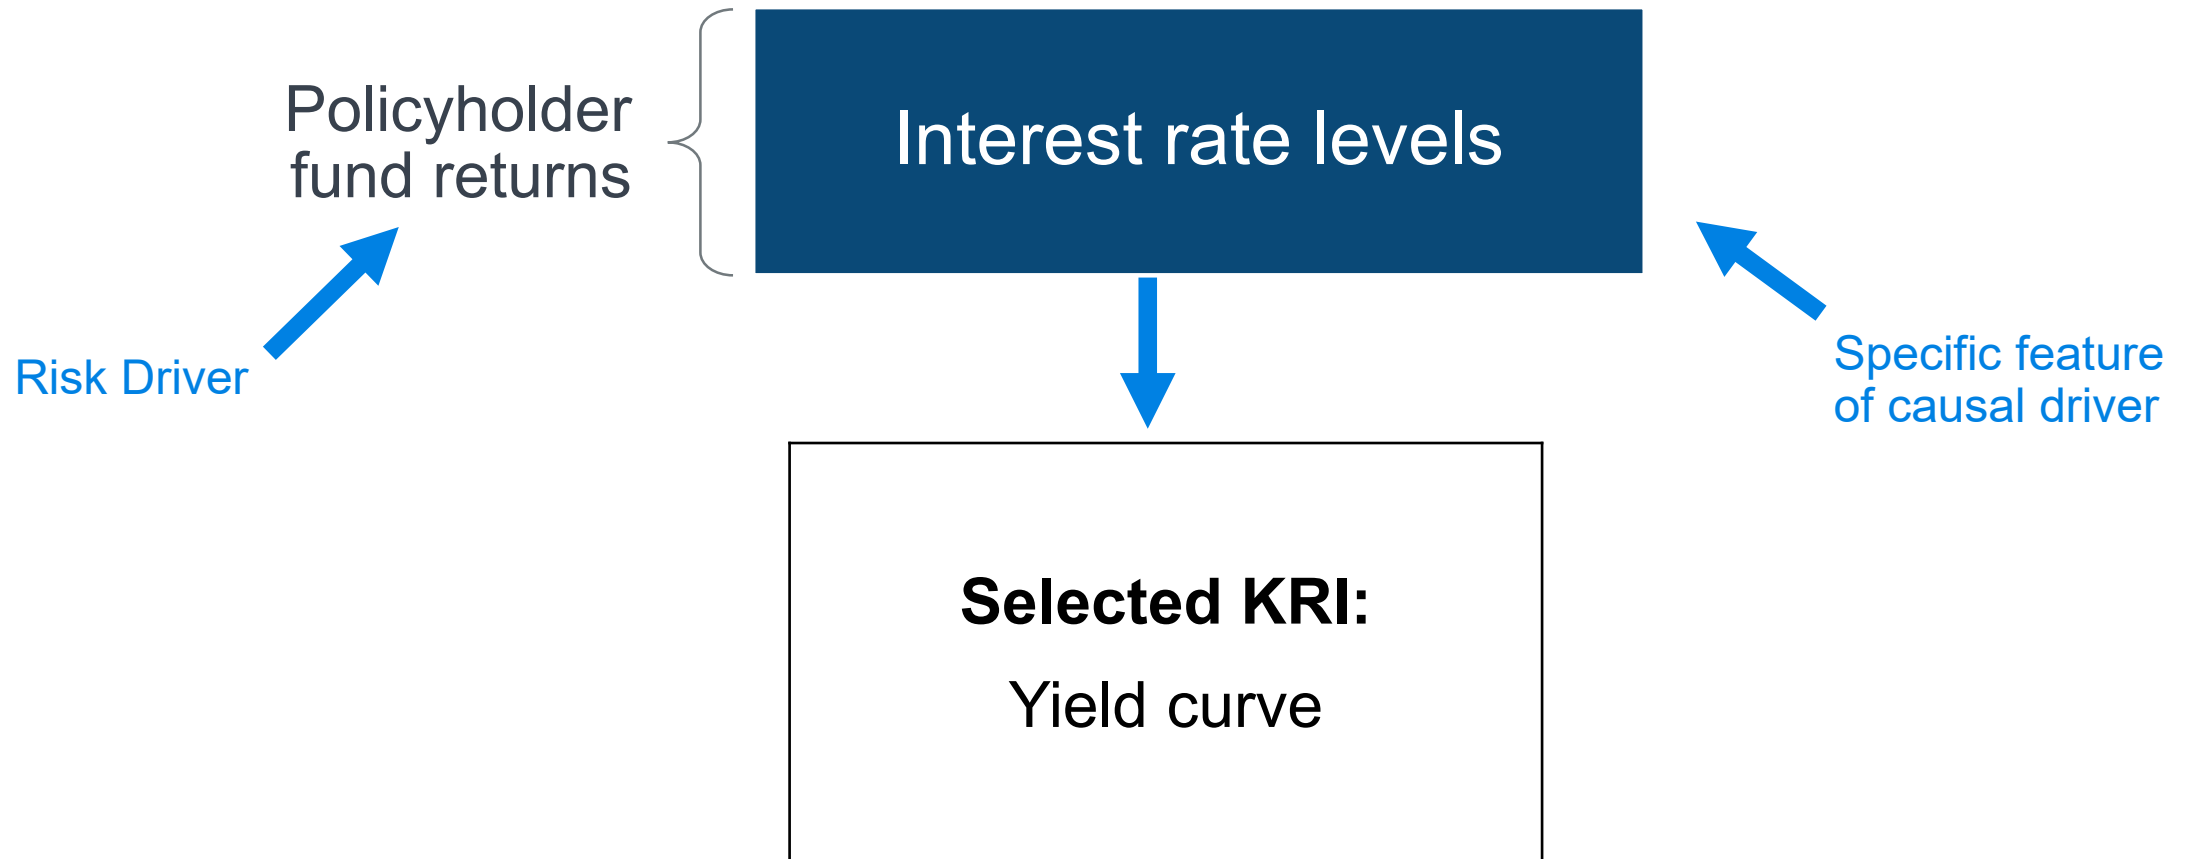 Policyholder
fund returns
Interest rate levels
Risk Driver
Specific feature
of causal driver
Selected KRI:
Yield curve